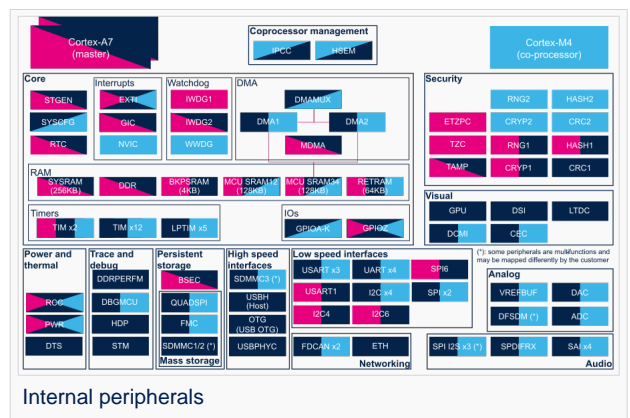 Cortex-A7
(master)
Coprocessor management
IPCC
HSEM
Cortex-M4
(co-processor)
Core
STGEN
SYSCFG
RTC
Interrupts
EXTI
GIC
NVIC
Watchdog
IWDG1
IWDG2
WWDG
DMA
DMAMUX
DMA1
DMA2
MDMA
Security
RNG2
HASH2
ETZPC
CRYP2
CRC2
TZC
RNG1
HASH1
TAMP
CRYP1
CRC1
RAM
SYSRAM
(256KB)
DDR
BKPSRAM
(4KB)
MCU SRAM12
(128KB)
MCU SRAM34
(128KB)
RETRAM
(64KB)
Timers
TIM x2
TIM x12
LPTIM x5
IOs
GPIOA-K
GPIOZ
Visual
GPU
DSI
LTDC
DCMI
CEC
(*): some peripherals are multifunctions and
may be mapped differently by the customer
Power and
thermal
RCC
PWR
DTS
Trace and
debug
DDRPERFM
DBGMCU
HDP
STM
Persistent
storage
BSEC
QUADSPI
FMC
SDMMC1/2 (*)
Mass storage
High speed
interfaces
SDMMC3 (*)
USBH
(Host)
OTG
(USB OTG)
USBPHYC
Low speed interfaces
USART x3
UART x4
SPI6
USART1
I2C x4
SPI x2
I2C4
I2C6
FDCAN x2
ETH
Networking
Analog
VREFBUF
DAC
DFSDM (*)
ADC
SPI I2S x3 (*)
SPDIFRX
SAI x4
Audio
Internal peripherals